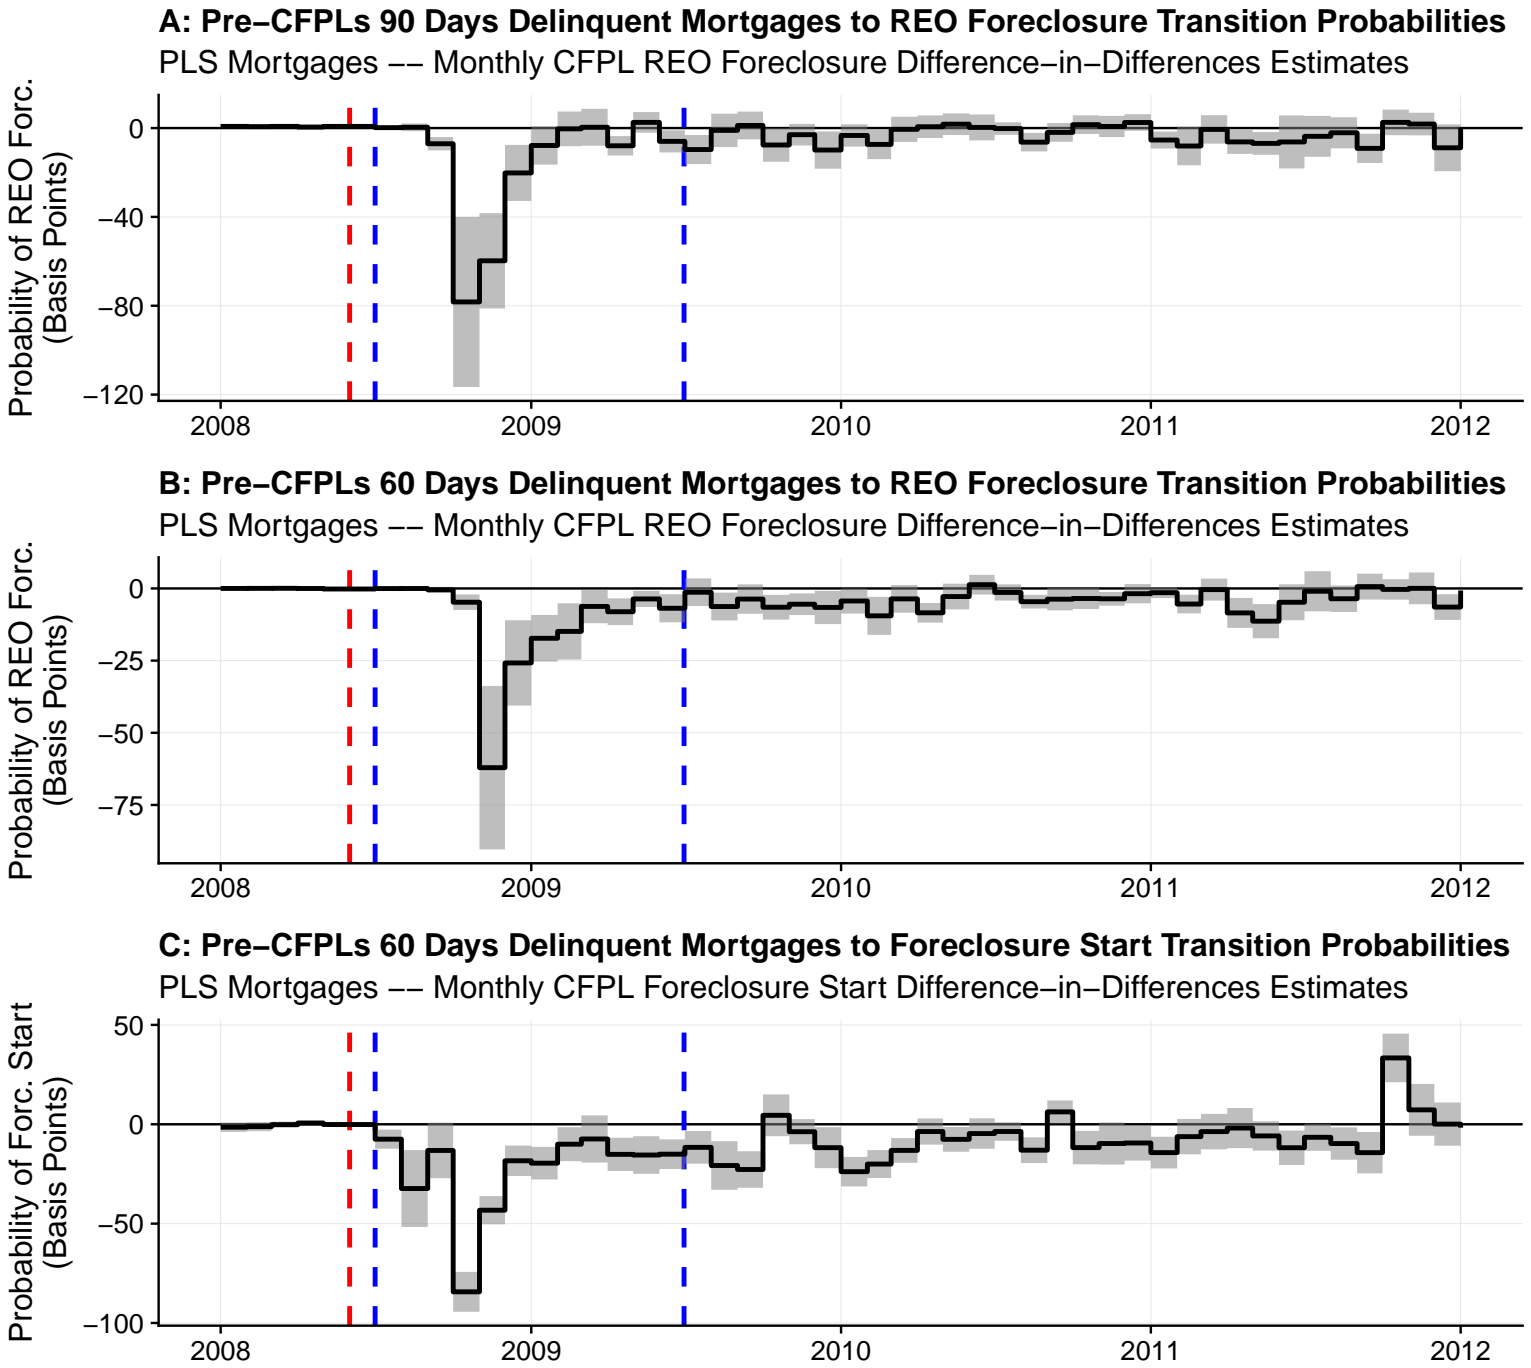 A: Pre−CFPLs 90 Days Delinquent Mortgages to REO Foreclosure Transition Probabilities
PLS Mortgages −− Monthly CFPL REO Foreclosure Difference−in−Differences Estimates
Probability of REO Forc.
(Basis Points)
0
−40
−80
−120
2008 2009 2010 2011 2012
B: Pre−CFPLs 60 Days Delinquent Mortgages to REO Foreclosure Transition Probabilities
PLS Mortgages −− Monthly CFPL REO Foreclosure Difference−in−Differences Estimates
Probability of REO Forc.
(Basis Points)
0
−25
−50
−75
2008 2009 2010 2011 2012
C: Pre−CFPLs 60 Days Delinquent Mortgages to Foreclosure Start Transition Probabilities
PLS Mortgages −− Monthly CFPL Foreclosure Start Difference−in−Differences Estimates
Probability of Forc. Start
(Basis Points)
50
0
−50
−100
2008 2009 2010 2011 2012